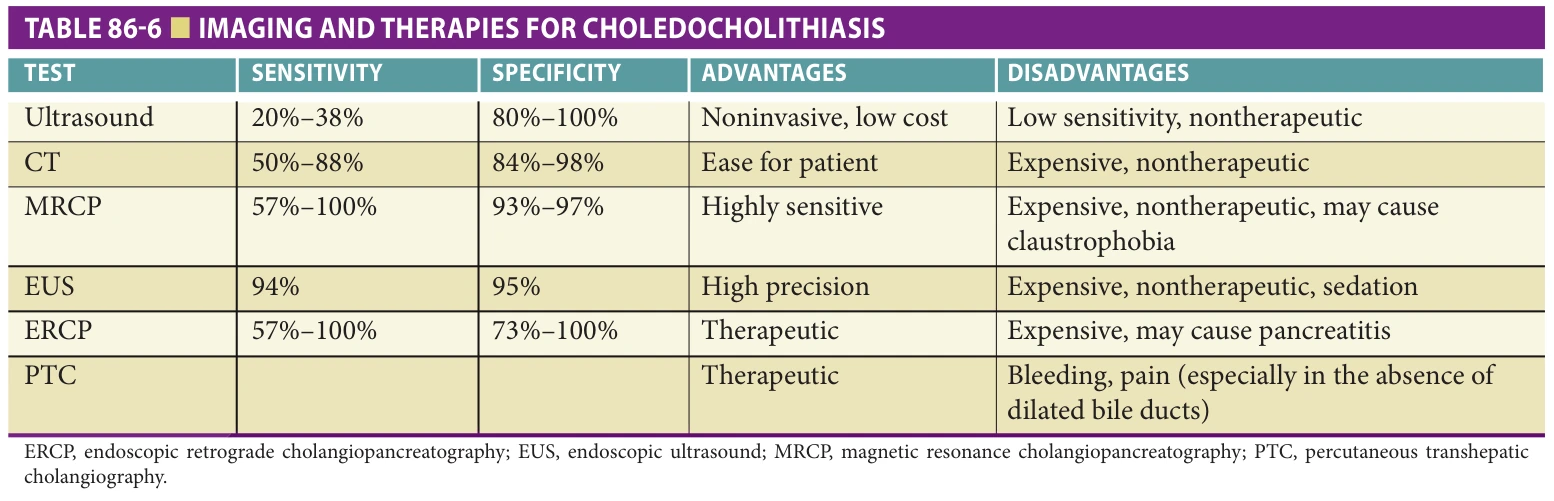 TABLE 86-6 ■ IMAGING AND THERAPIES FOR CHOLEDOCHOLITHIASIS
TEST SENSITIVITY SPECIFICITY ADVANTAGES DISADVANTAGES
Ultrasound 20%–38% 80%–100% Noninvasive, low cost Low sensitivity, nontherapeutic
CT 50%–88% 84%–98% Ease for patient Expensive, nontherapeutic
MRCP 57%–100% 93%–97% Highly sensitive Expensive, nontherapeutic, may cause
claustrophobia
EUS 94% 95% High precision Expensive, nontherapeutic, sedation
ERCP 57%–100% 73%–100% Therapeutic Expensive, may cause pancreatitis
PTC Therapeutic Bleeding, pain (especially in the absence of
dilated bile ducts)
ERCP, endoscopic retrograde cholangiopancreatography; EUS, endoscopic ultrasound; MRCP, magnetic resonance cholangiopancreatography; PTC, percutaneous transhepatic
cholangiography.